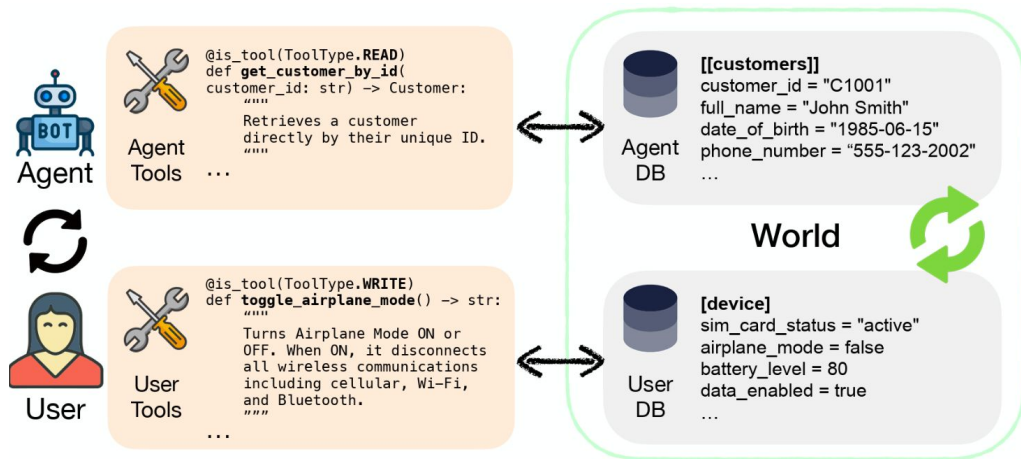 @is_tool(ToolType.READ)
def get_customer_by_id(
customer_id: str) -> Customer:
"""
Retrieves a customer
directly by their unique ID.
"""
...
Agent
Tools
BOT
Agent
[[customers]]
customer_id = "C1001"
full_name = "John Smith"
date_of_birth = "1985-06-15"
phone_number = “555-123-2002"
...
Agent
DB
World
@is_tool(ToolType.WRITE)
def toggle_airplane_mode() -> str:
"""
Turns Airplane Mode ON or
OFF. When ON, it disconnects
all wireless communications
including cellular, Wi-Fi,
and Bluetooth.
"""
...
User
Tools
User
[device]
sim_card_status = "active"
airplane_mode = false
battery_level = 80
data_enabled = true
...
User
DB